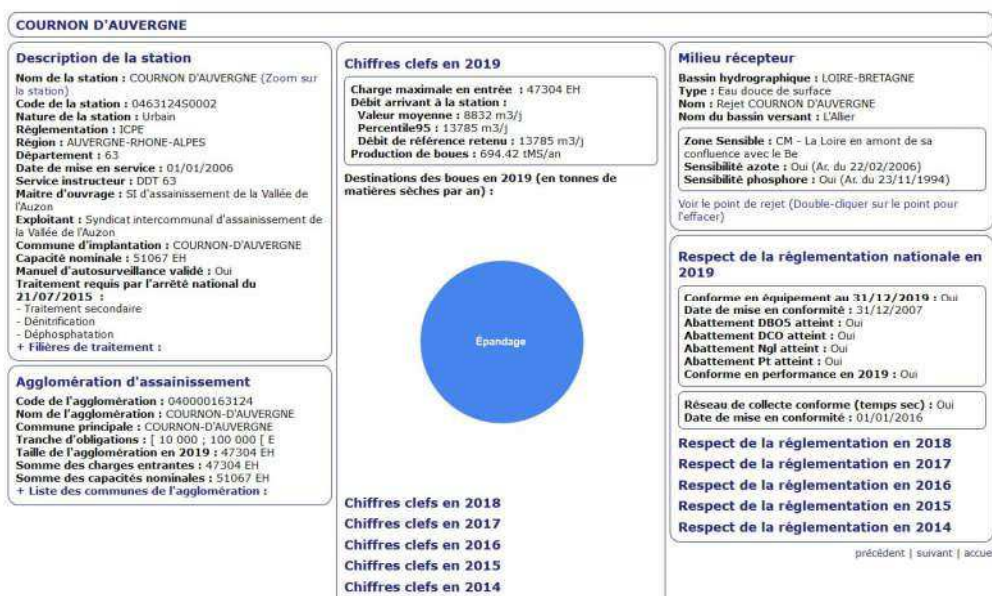 COURNON D'AUVERGNE
Description de la station
Nom de la station : COURNON D'AUVERGNE (Zoom sur
la station)
Code de la station : 0463124S0002
Nature de la station : Urbain
Réglementation : ICPE
Région : AUVERGNE-RHONE-ALPES
Département : 63
Date de mise en service : 01/01/2006
Service instructeur : DDT 63
Maitre d'ouvrage : SI d'assainissement de la Vallée de
l'Auzon
Exploitant : Syndicat intercommunal d'assainissement de
la Vallée de l'Auzon
Commune d'implantation : COURNON-D'AUVERGNE
Capacité nominale : 51067 EH
Manuel d'autosurveillance validé : Oui
Traitement requis par l'arrêté national du
21/07/2015 :
- Traitement secondaire
- Dénitrification
- Déphosphatation
+ Filières de traitement :
Agglomération d'assainissement
Code de l'agglomération : 040000163124
Nom de l'agglomération : COURNON-D'AUVERGNE
Commune principale : COURNON-D'AUVERGNE
Tranche d'obligations : [ 10 000 ; 100 000 [ E
Taille de l'agglomération en 2019 : 47304 EH
Somme des charges entrantes : 47304 EH
Somme des capacités nominales : 51067 EH
+ Liste des communes de l'agglomération :
Chiffres clefs en 2019
Charge maximale en entrée : 47304 EH
Débit arrivant à la station :
Valeur moyenne : 8832 m3/j
Percentile95 : 13785 m3/j
Débit de référence retenu : 13785 m3/j
Production de boues : 694.42 tMS/an
Destinations des boues en 2019 (en tonnes de
matières sèches par an) :
Épandage
Chiffres clefs en 2018
Chiffres clefs en 2017
Chiffres clefs en 2016
Chiffres clefs en 2015
Chiffres clefs en 2014
Milieu récepteur
Bassin hydrographique : LOIRE-BRETAGNE
Type : Eau douce de surface
Nom : Rejet COURNON D'AUVERGNE
Nom du bassin versant : L'Allier
Zone Sensible : CM - La Loire en amont de sa
confluence avec le Be
Sensibilité azote : Oui (Ar. du 22/02/2006)
Sensibilité phosphore : Oui (Ar. du 23/11/1994)
Voir le point de rejet (Double-cliquer sur le point pour
l'effacer)
Respect de la réglementation nationale en
2019
Conforme en équipement au 31/12/2019 : Oui
Date de mise en conformité : 31/12/2007
Abattement DBO5 atteint : Oui
Abattement DCO atteint : Oui
Abattement Ngl atteint : Oui
Abattement Pt atteint : Oui
Conforme en performance en 2019 : Oui
Réseau de collecte conforme (temps sec) : Oui
Date de mise en conformité : 01/01/2016
Respect de la réglementation en 2018
Respect de la réglementation en 2017
Respect de la réglementation en 2016
Respect de la réglementation en 2015
Respect de la réglementation en 2014
précédent | suivant | accue